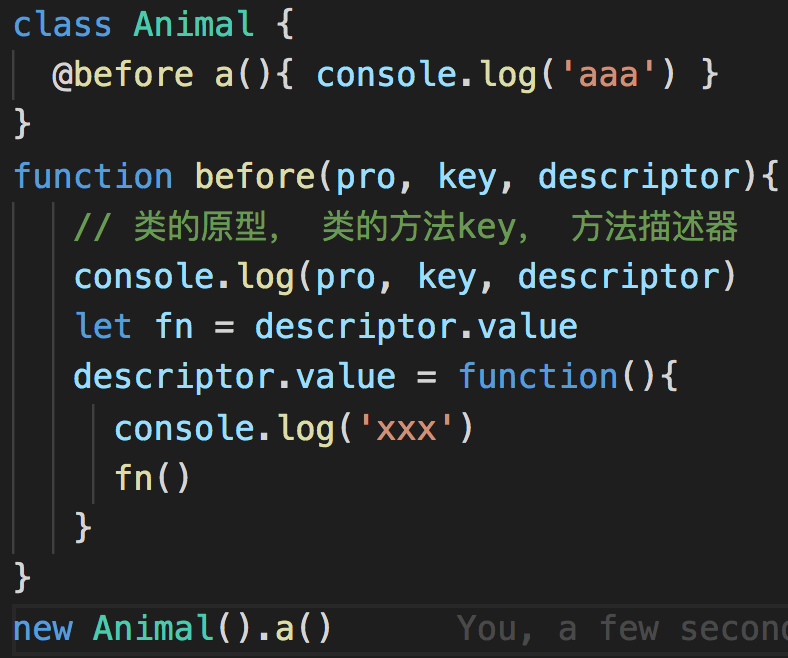 class Animal {
  @before a(){ console.log('aaa') }
}
function before(pro, key, descriptor){
   // 类的原型， 类的方法key， 方法描述器
   console.log(pro, key, descriptor)
   let fn = descriptor.value
   descriptor.value = function(){
     console.log('xxx')
     fn()
   }
}
new Animal().a()      You, a few